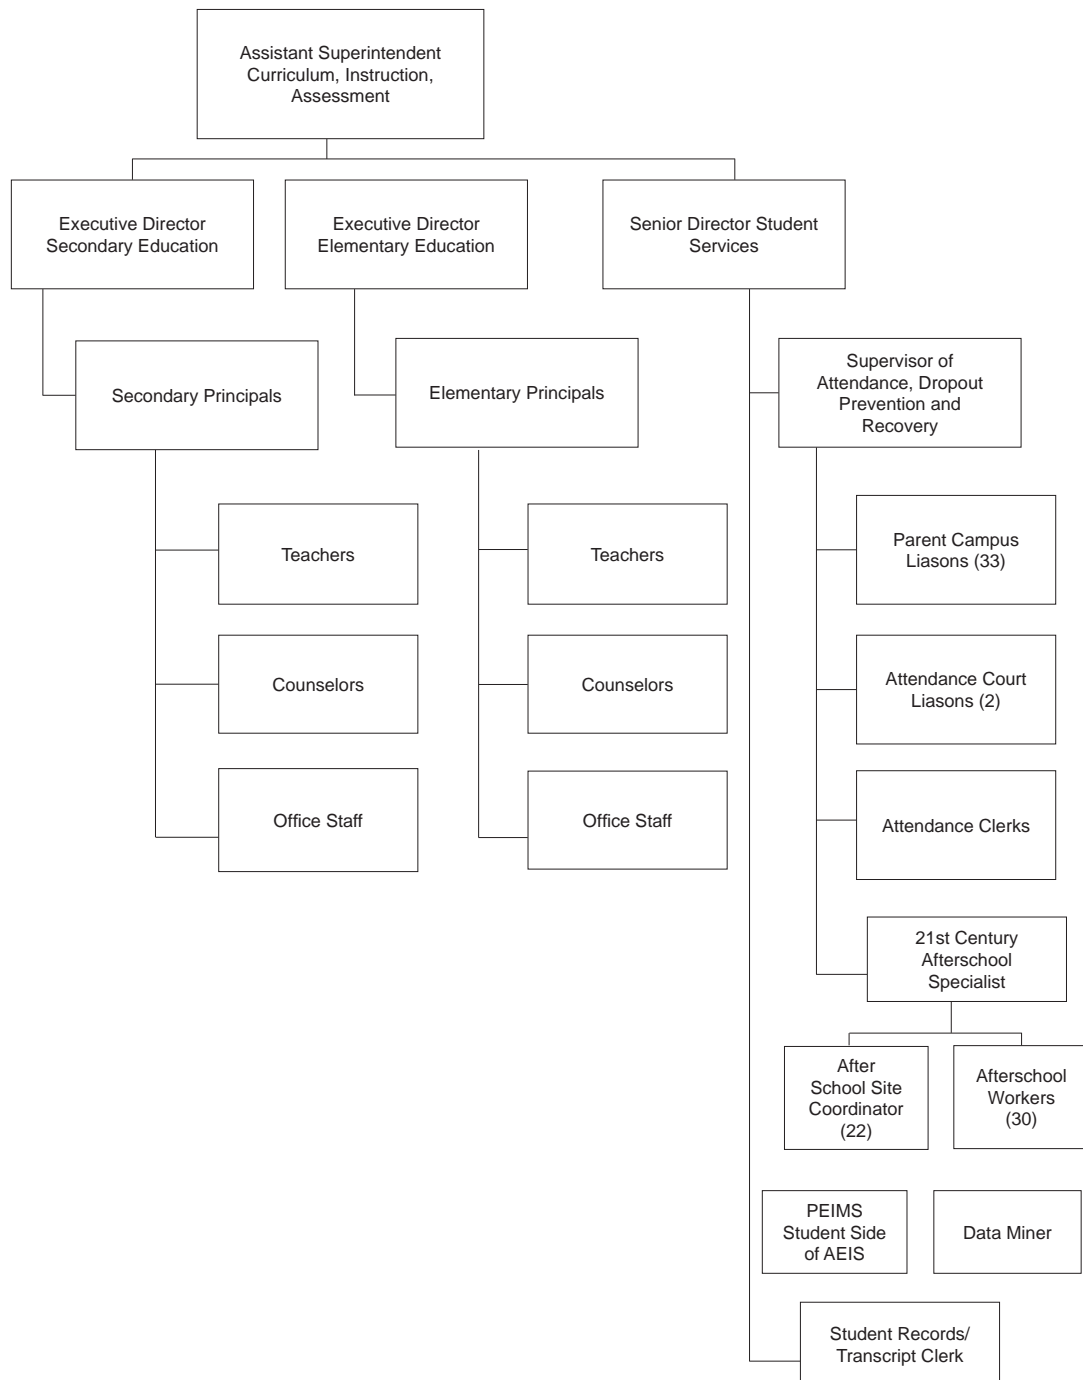 Assistant Superintendent
Curriculum, Instruction,
Assessment
Executive Director
Secondary Education
Executive Director
Elementary Education
Senior Director Student
Services
Secondary Principals
Elementary Principals
Supervisor of
Attendance, Dropout
Prevention and
Recovery
Teachers
Teachers
Parent Campus
Liasons (33)
Counselors
Counselors
Attendance Court
Liasons (2)
Office Staff
Office Staff
Attendance Clerks
21st Century
Afterschool
Specialist
After
School Site
Coordinator
(22)
Afterschool
Workers
(30)
PEIMS
Student Side
of AEIS
Data Miner
Student Records/
Transcript Clerk